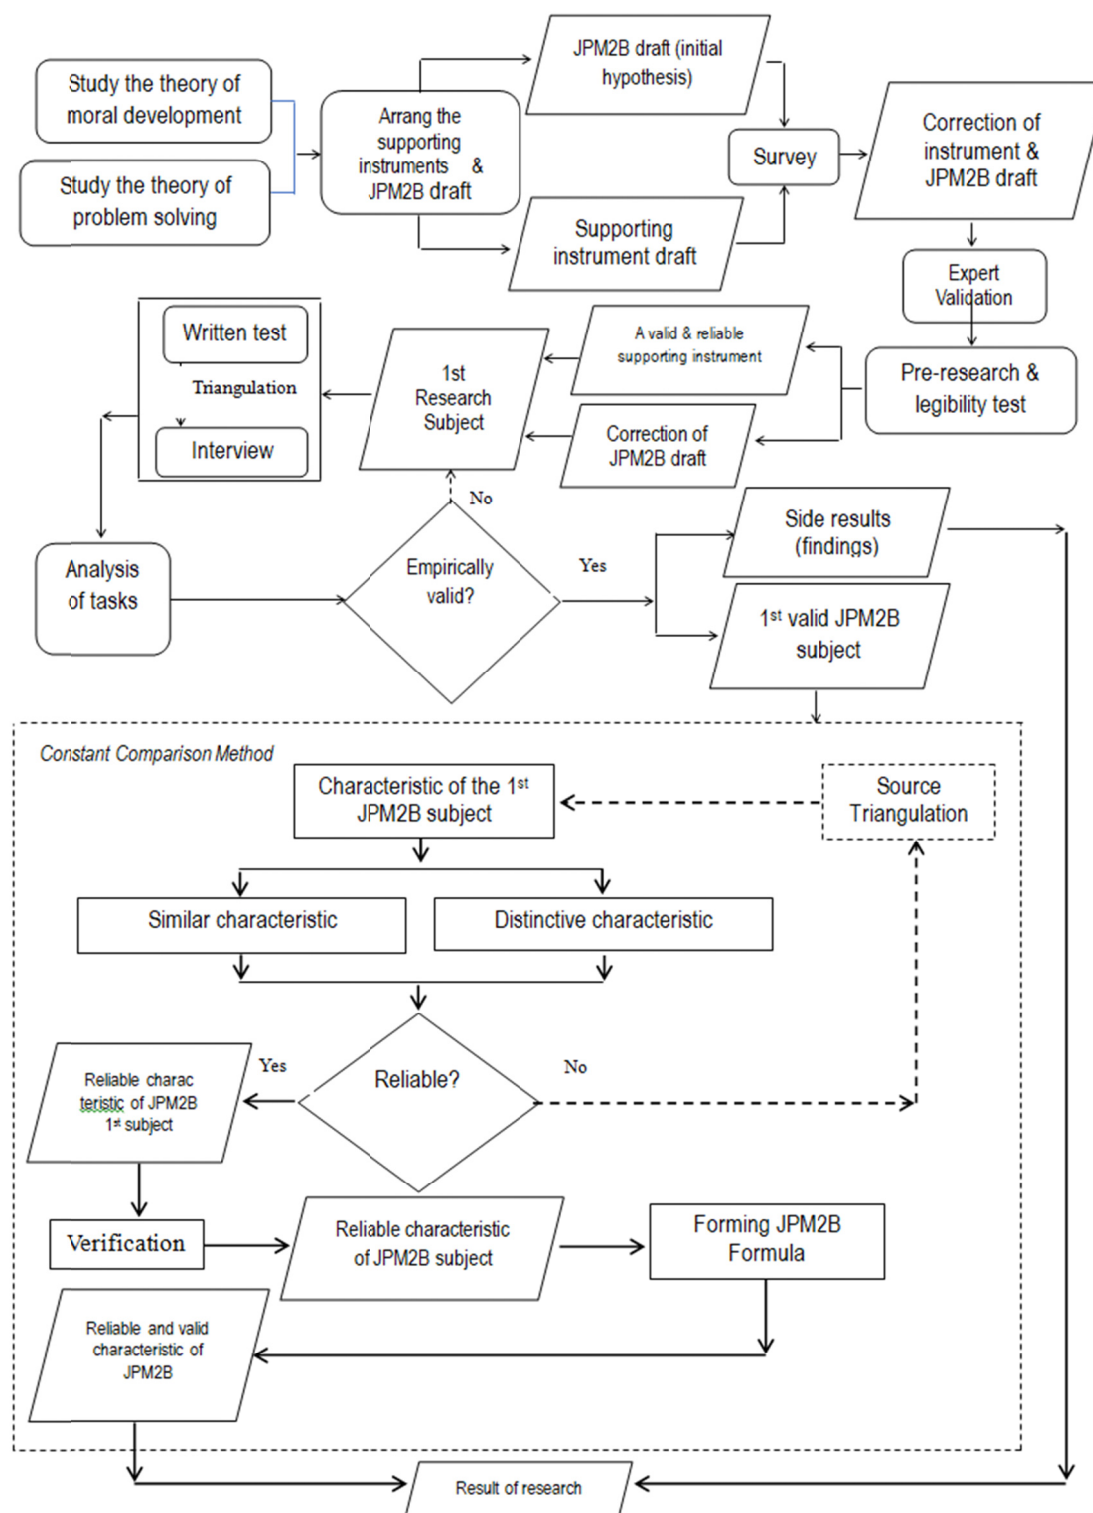 Study the theory of
moral development
Study the theory of
problem solving
Arrang the
supporting
instruments &
JPM2B draft
JPM2B draft (initial
hypothesis)
Supporting
instrument draft
Survey
Correction of
instrument &
JPM2B draft
Expert
Validation
Pre-research &
legibility test
A valid & reliable
supporting instrument
Correction of
JPM2B draft
1st
Research
Subject
Written test
Triangulation
Interview
Analysis
of tasks
Empirically
valid?
No
Yes
Side results
(findings)
1st valid JPM2B
subject
Constant Comparison Method
Characteristic of the 1st
JPM2B subject
Source
Triangulation
Similar characteristic
Distinctive characteristic
Reliable?
Yes
No
Reliable charac
teristic of JPM2B
1st subject
Verification
Reliable characteristic
of JPM2B subject
Forming JPM2B
Formula
Reliable and valid
characteristic of
JPM2B
Result of research